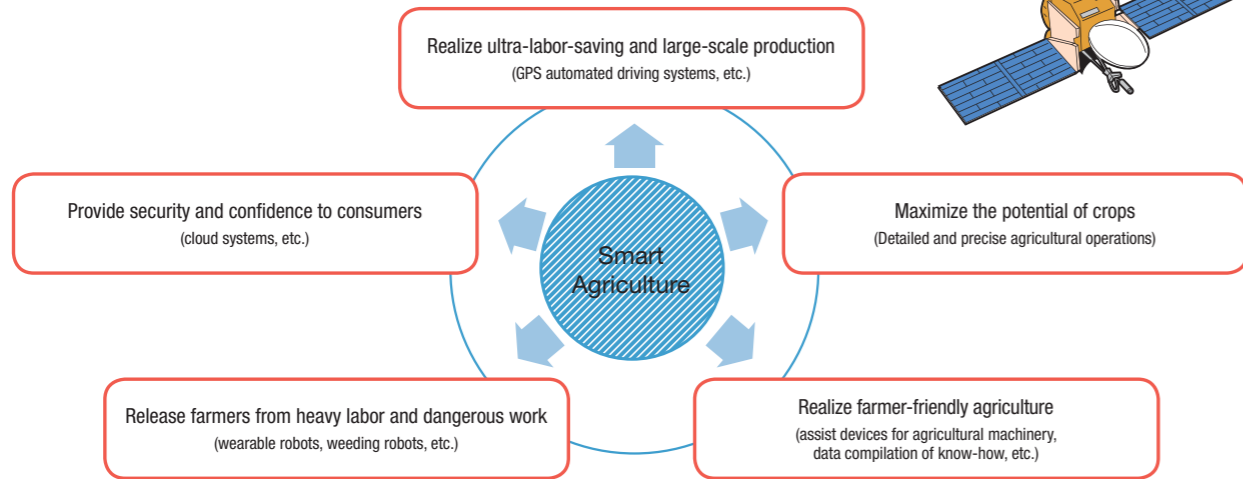 Realize ultra-labor-saving and large-scale production
(GPS automated driving systems, etc.)
Provide security and confidence to consumers
(cloud systems, etc.)
Maximize the potential of crops
(Detailed and precise agricultural operations)
Smart
Agriculture
Release farmers from heavy labor and dangerous work
(wearable robots, weeding robots, etc.)
Realize farmer-friendly agriculture
(assist devices for agricultural machinery,
data compilation of know-how, etc.)